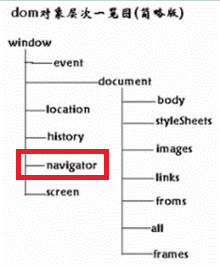 dom对象层次一览图(简略版)
window
event
document
location
body
styleSheets
history
images
navigator
links
screen
froms
all
frames